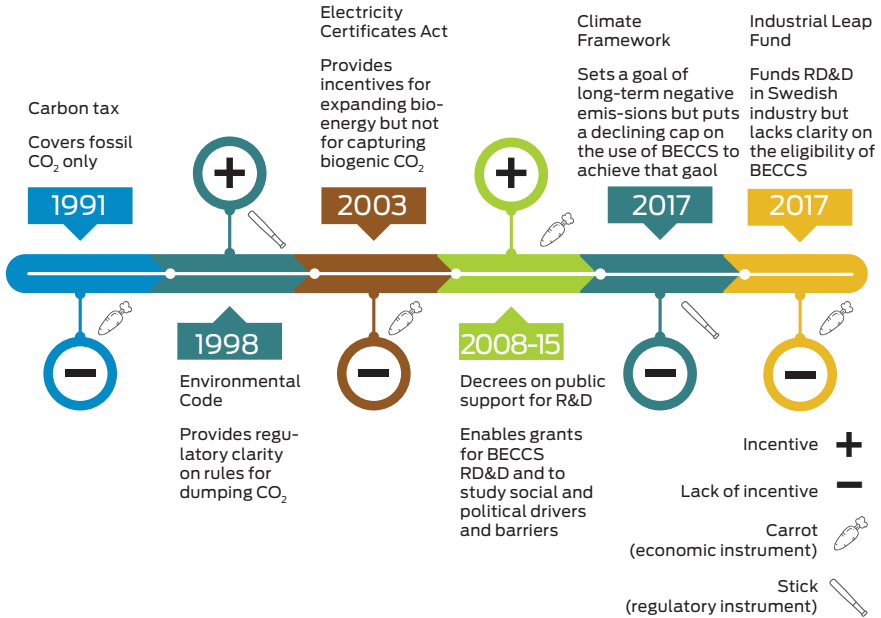 Carbon tax
Covers fossil
CO₂ only
1991
1998
Environmental
Code
Provides regu-
latory clarity
on rules for
dumping CO₂
Electricity
Certificates Act
Provides
incentives for
expanding bio-
energy but not
for capturing
biogenic CO₂
2003
2008-15
Decrees on public
support for R&D
Enables grants
for BECCS
RD&D and to
study social and
political drivers
and barriers
Climate
Framework
Sets a goal of
long-term negative
emis-sions but puts
a declining cap on
the use of BECCS to
achieve that gaol
2017
Industrial Leap
Fund
Funds RD&D
in Swedish
industry but
lacks clarity on
the eligibility of
BECCS
2017
Incentive
Lack of incentive
Carrot
(economic instrument)
Stick
(regulatory instrument)